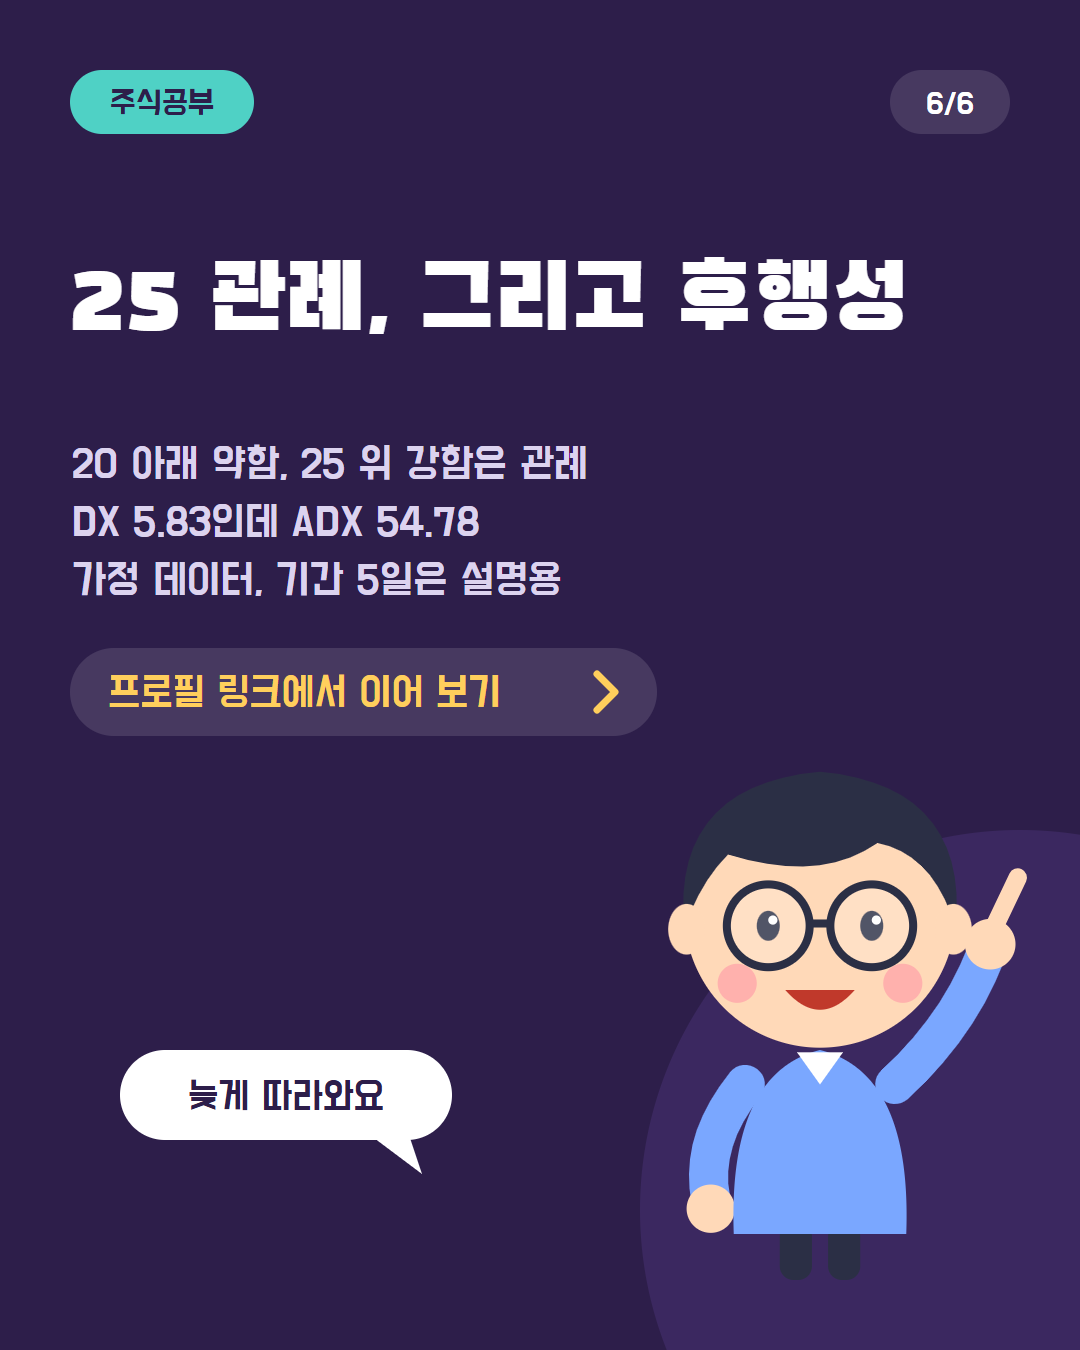 주식공부
6/6
25 관례, 그리고 후행성
20 아래 약함, 25 위 강함은 관례
DX 5.83인데 ADX 54.78
가정 데이터, 기간 5일은 설명용
프로필 링크에서 이어 보기
늦게 따라와요